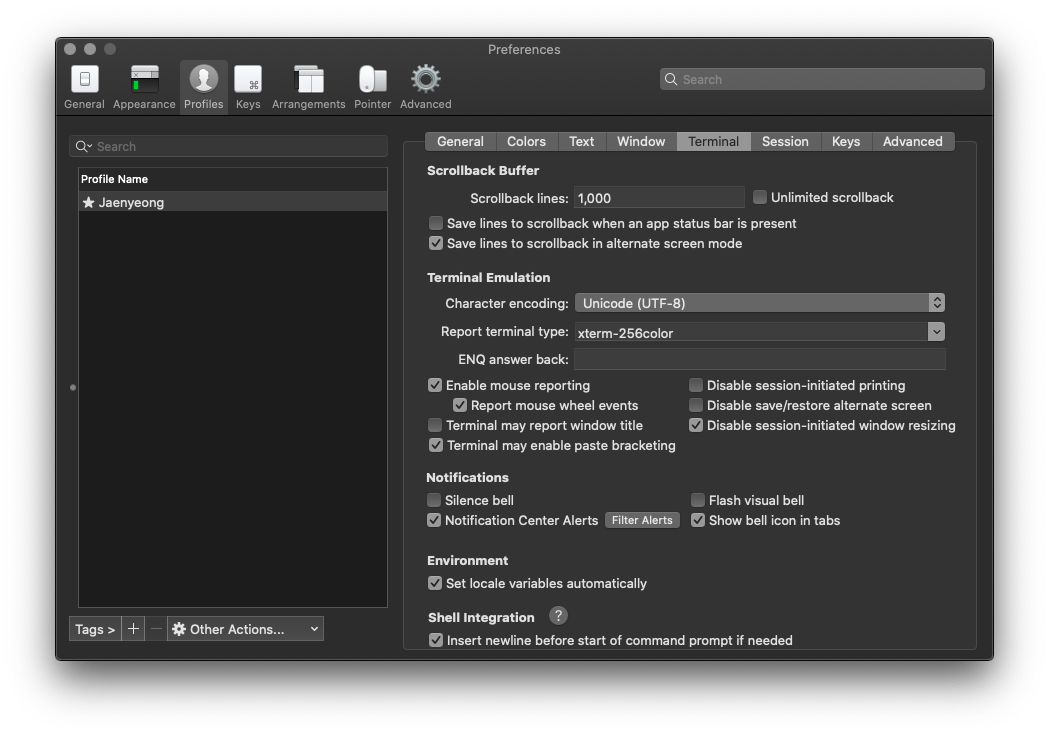 Preferences
General Appearance Profiles Keys Arrangements Pointer Advanced
Search
Search
Profile Name
Jaenyeong
Tags > + − Other Actions...
General Colors Text Window Terminal Session Keys Advanced
Scrollback Buffer
Scrollback lines: 1,000 Unlimited scrollback
Save lines to scrollback when an app status bar is present
Save lines to scrollback in alternate screen mode
Terminal Emulation
Character encoding: Unicode (UTF-8)
Report terminal type: xterm-256color
ENQ answer back:
Enable mouse reporting Disable session-initiated printing
Report mouse wheel events Disable save/restore alternate screen
Terminal may report window title Disable session-initiated window resizing
Terminal may enable paste bracketing
Notifications
Silence bell Flash visual bell
Notification Center Alerts Filter Alerts Show bell icon in tabs
Environment
Set locale variables automatically
Shell Integration ?
Insert newline before start of command prompt if needed